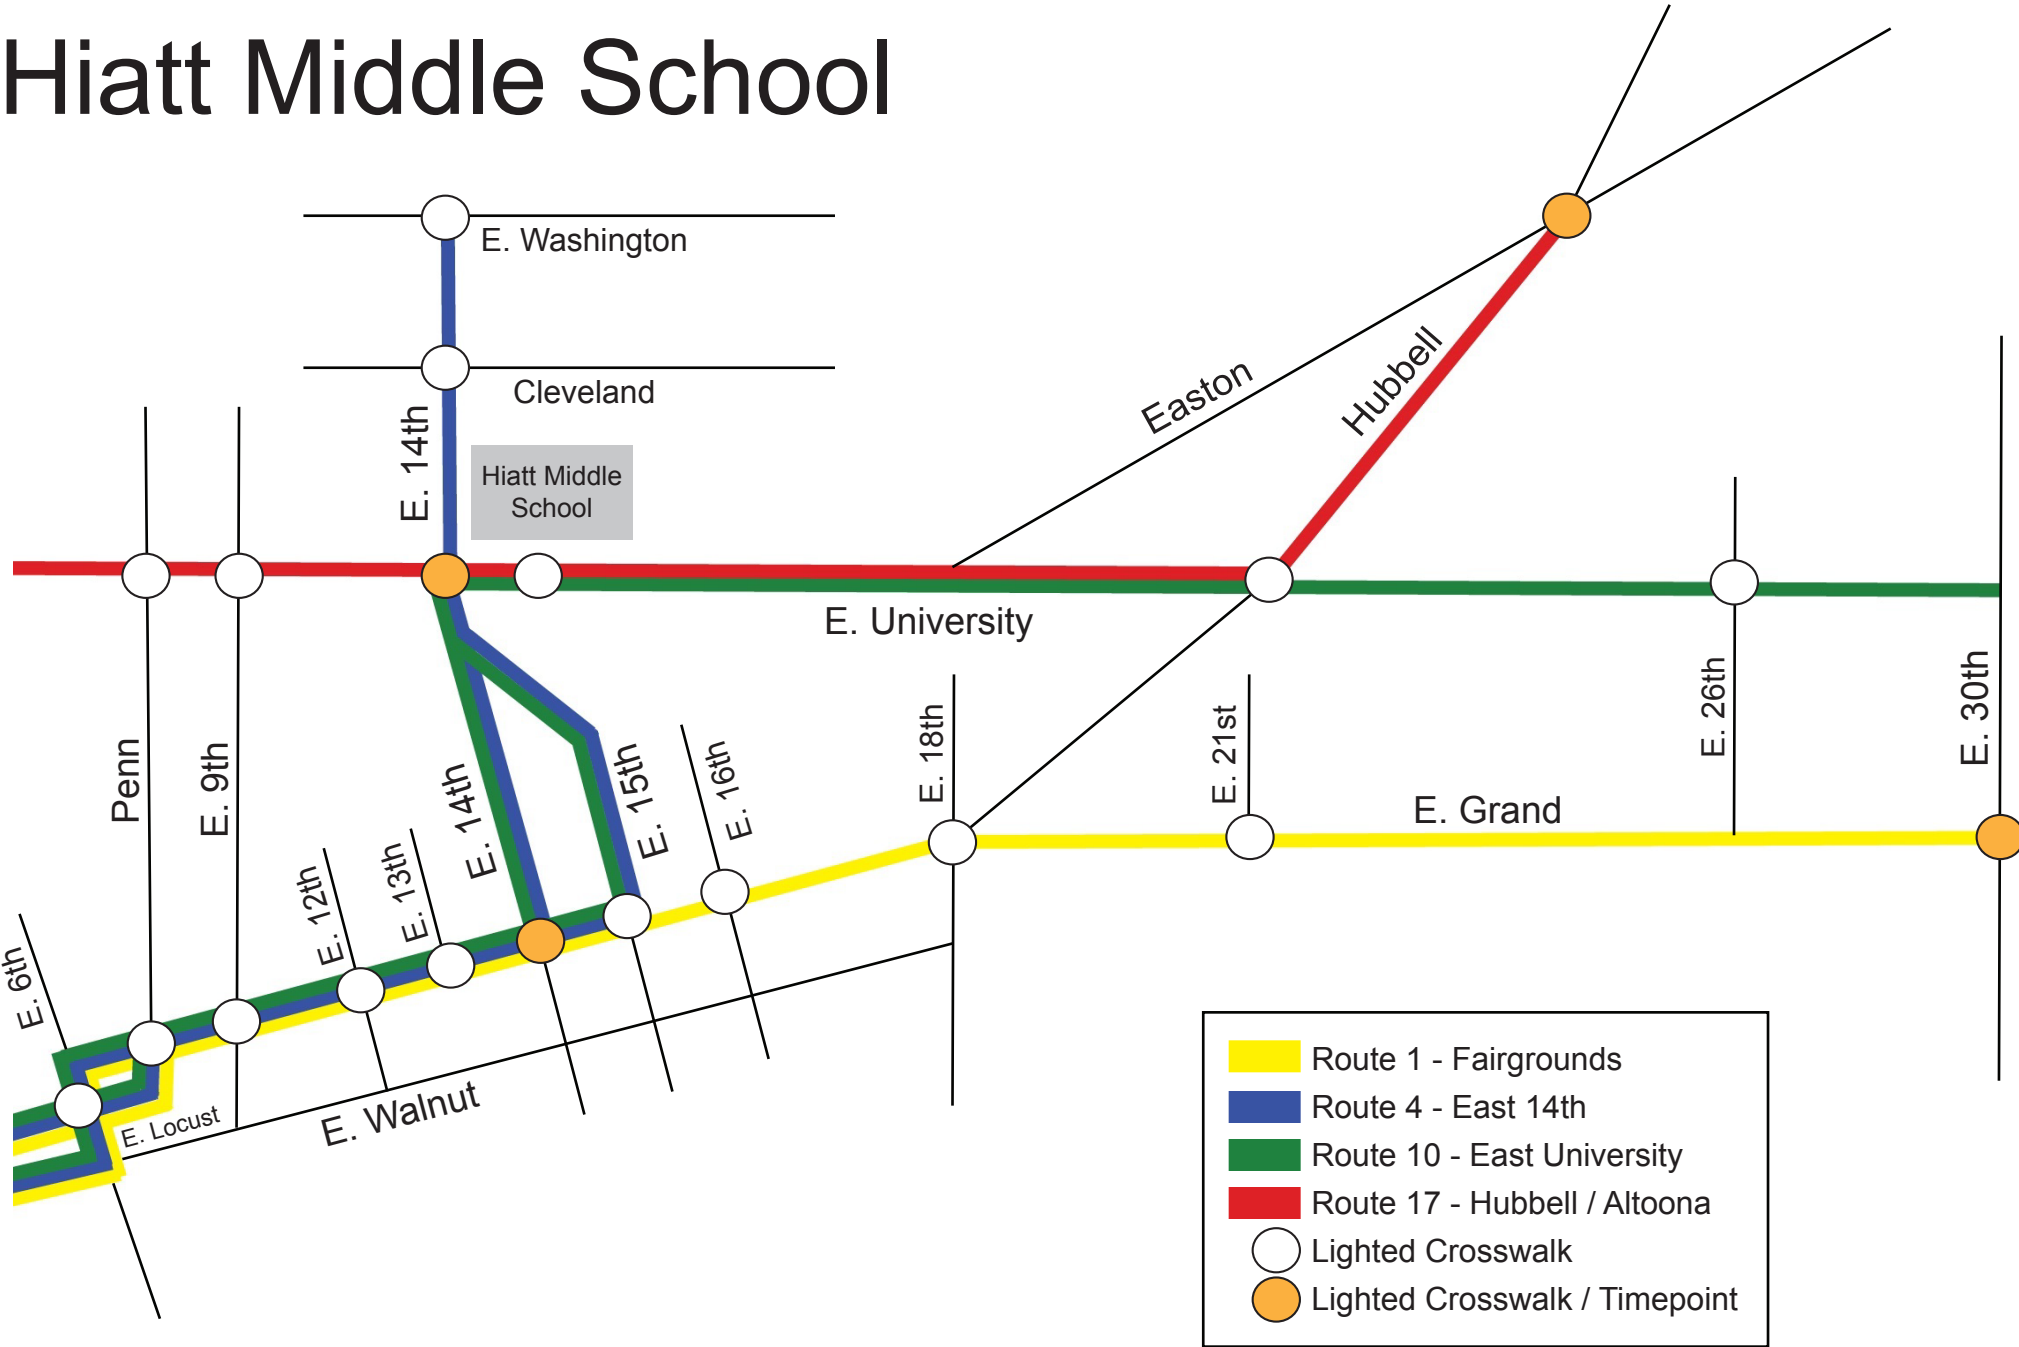 Hiatt Middle School
E. Washington
Cleveland
E. 14th
Hiatt Middle
School
Easton
Hubbell
E. University
Penn
E. 9th
E. 14th
E. 15th
E. 16th
E. 18th
E. 21st
E. 26th
E. 30th
E. Grand
E. 12th
E. 13th
E. 6th
E. Locust
E. Walnut
Route 1 - Fairgrounds
Route 4 - East 14th
Route 10 - East University
Route 17 - Hubbell / Altoona
Lighted Crosswalk
Lighted Crosswalk / Timepoint